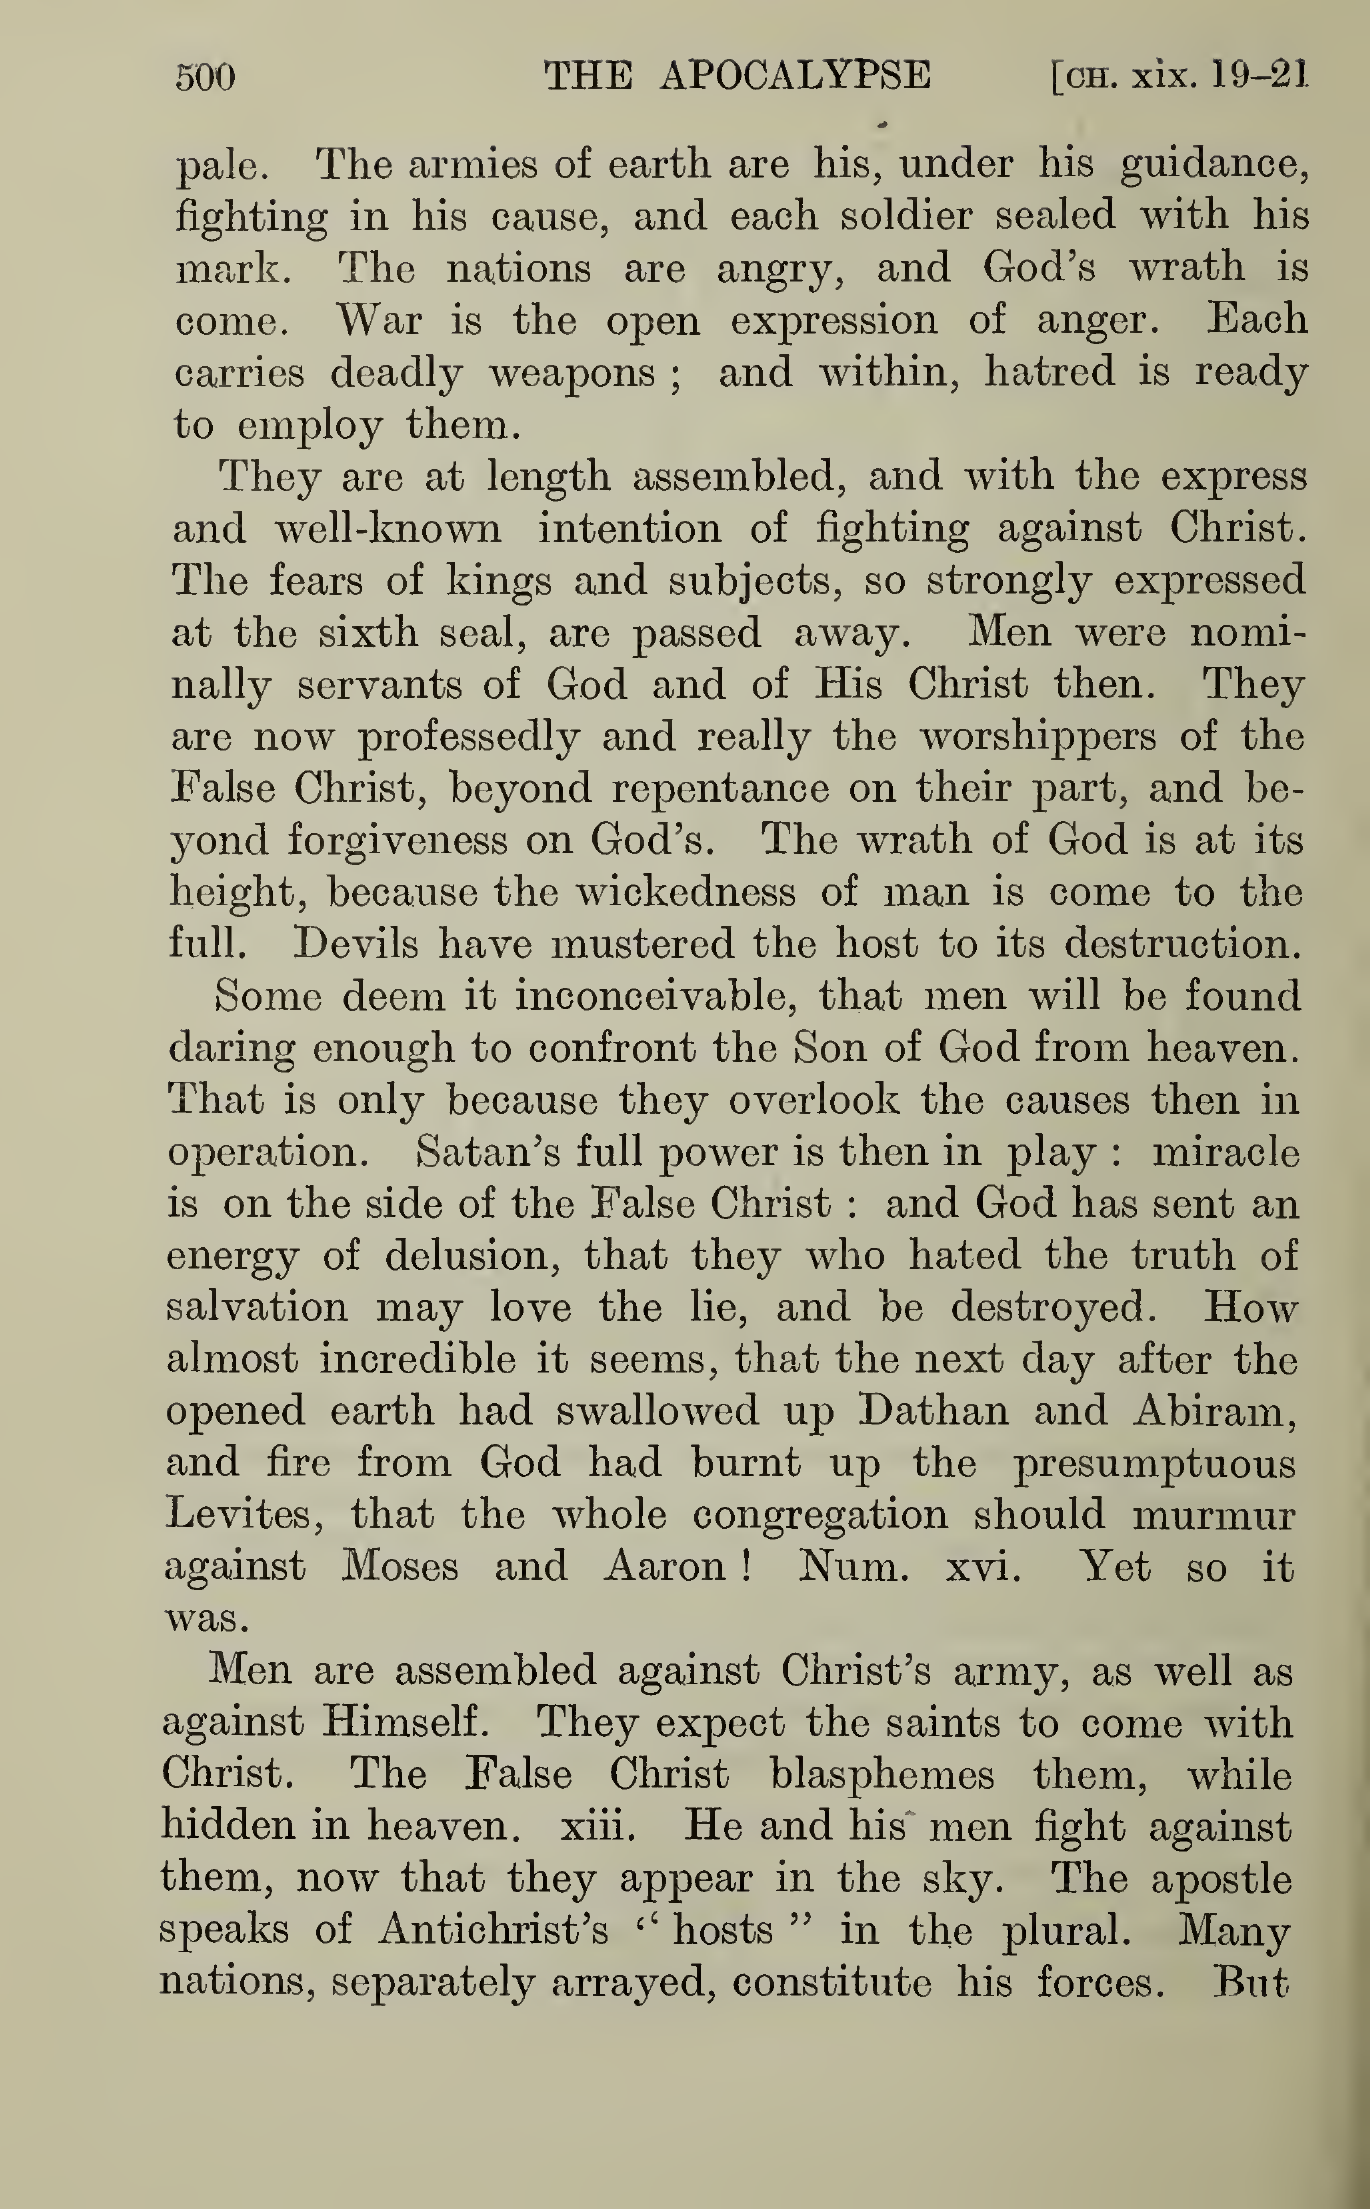 500 THE APOCALYPSE [CH. xix. 19–21
pale. The armies of earth are his, under his guidance,
fighting in his cause, and each soldier sealed with his
mark. The nations are angry, and God's wrath is
come. War is the open expression of anger. Each
carries deadly weapons ; and within, hatred is ready
to employ them.
They are at length assembled, and with the express
and well-known intention of fighting against Christ.
The fears of kings and subjects, so strongly expressed
at the sixth seal, are passed away. Men were nomi-
nally servants of God and of His Christ then. They
are now professedly and really the worshippers of the
False Christ, beyond repentance on their part, and be-
yond forgiveness on God's. The wrath of God is at its
height, because the wickedness of man is come to the
full. Devils have mustered the host to its destruction.
Some deem it inconceivable, that men will be found
daring enough to confront the Son of God from heaven.
That is only because they overlook the causes then in
operation. Satan's full power is then in play : miracle
is on the side of the False Christ : and God has sent an
energy of delusion, that they who hated the truth of
salvation may love the lie, and be destroyed. How
almost incredible it seems, that the next day after the
opened earth had swallowed up Dathan and Abiram,
and fire from God had burnt up the presumptuous
Levites, that the whole congregation should murmur
against Moses and Aaron ! Num. xvi. Yet so it
was.
Men are assembled against Christ's army, as well as
against Himself. They expect the saints to come with
Christ. The False Christ blasphemes them, while
hidden in heaven. xiii. He and his men fight against
them, now that they appear in the sky. The apostle
speaks of Antichrist's “ hosts ” in the plural. Many
nations, separately arrayed, constitute his forces. But